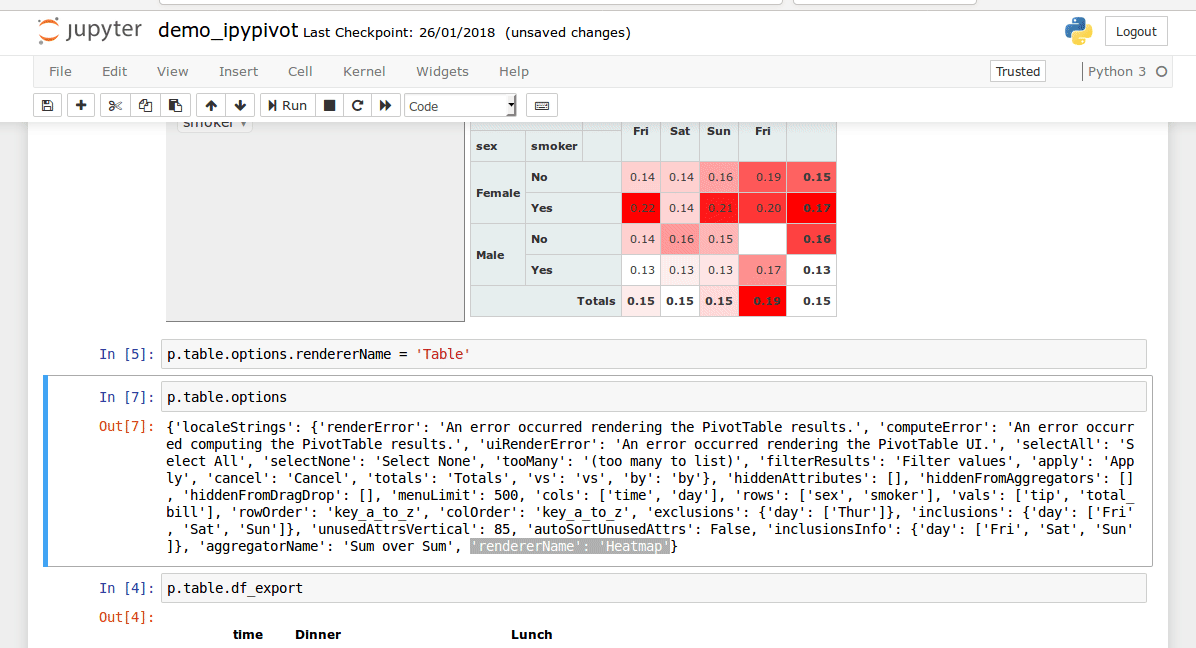 jupyter demo_ipypivot Last Checkpoint: 26/01/2018 (unsaved changes) Logout
File Edit View Insert Cell Kernel Widgets Help Trusted Python 3
Run Code
smoker
Fri Sat Sun Fri
sex smoker
Female No 0.14 0.14 0.16 0.19 0.15
Yes 0.22 0.14 0.21 0.20 0.17
Male No 0.14 0.16 0.15 0.16
Yes 0.13 0.13 0.13 0.17 0.13
Totals 0.15 0.15 0.15 0.19 0.15
In [5]: p.table.options.rendererName = 'Table'
In [7]: p.table.options
Out[7]: {'localeStrings': {'renderError': 'An error occurred rendering the PivotTable results.', 'computeError': 'An error occurr
ed computing the PivotTable results.', 'uiRenderError': 'An error occurred rendering the PivotTable UI.', 'selectAll': 'S
elect All', 'selectNone': 'Select None', 'tooMany': '(too many to list)', 'filterResults': 'Filter values', 'apply': 'App
ly', 'cancel': 'Cancel', 'totals': 'Totals', 'vs': 'vs', 'by': 'by'}, 'hiddenAttributes': [], 'hiddenFromAggregators': []
, 'hiddenFromDragDrop': [], 'menuLimit': 500, 'cols': ['time', 'day'], 'rows': ['sex', 'smoker'], 'vals': ['tip', 'total_
bill'], 'rowOrder': 'key_a_to_z', 'colOrder': 'key_a_to_z', 'exclusions': {'day': ['Thur']}, 'inclusions': {'day': ['Fri'
, 'Sat', 'Sun']}, 'unusedAttrsVertical': 85, 'autoSortUnusedAttrs': False, 'inclusionsInfo': {'day': ['Fri', 'Sat', 'Sun'
]}, 'aggregatorName': 'Sum over Sum', 'rendererName': 'Heatmap'}
In [4]: p.table.df_export
Out[4]:
time Dinner Lunch